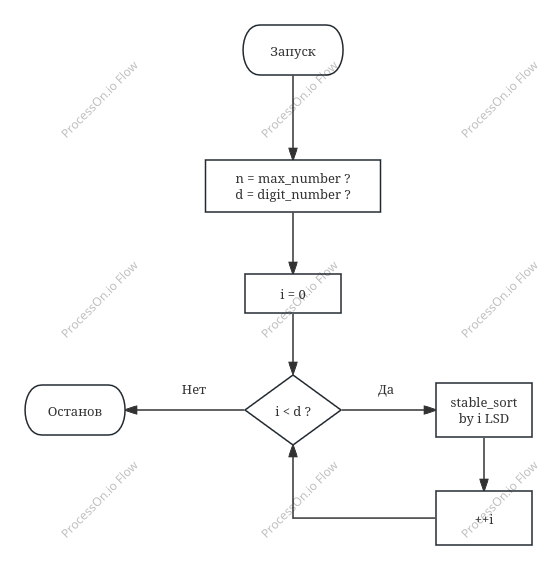 Запуск
n = max_number ?
d = digit_number ?
i = 0
i < d ?
Нет
Да
Останов
stable_sort
by i LSD
++i
ProcessOn.io Flow
ProcessOn.io Flow
ProcessOn.io Flow
ProcessOn.io Flow
ProcessOn.io Flow
ProcessOn.io Flow
ProcessOn.io Flow
ProcessOn.io Flow
ProcessOn.io Flow